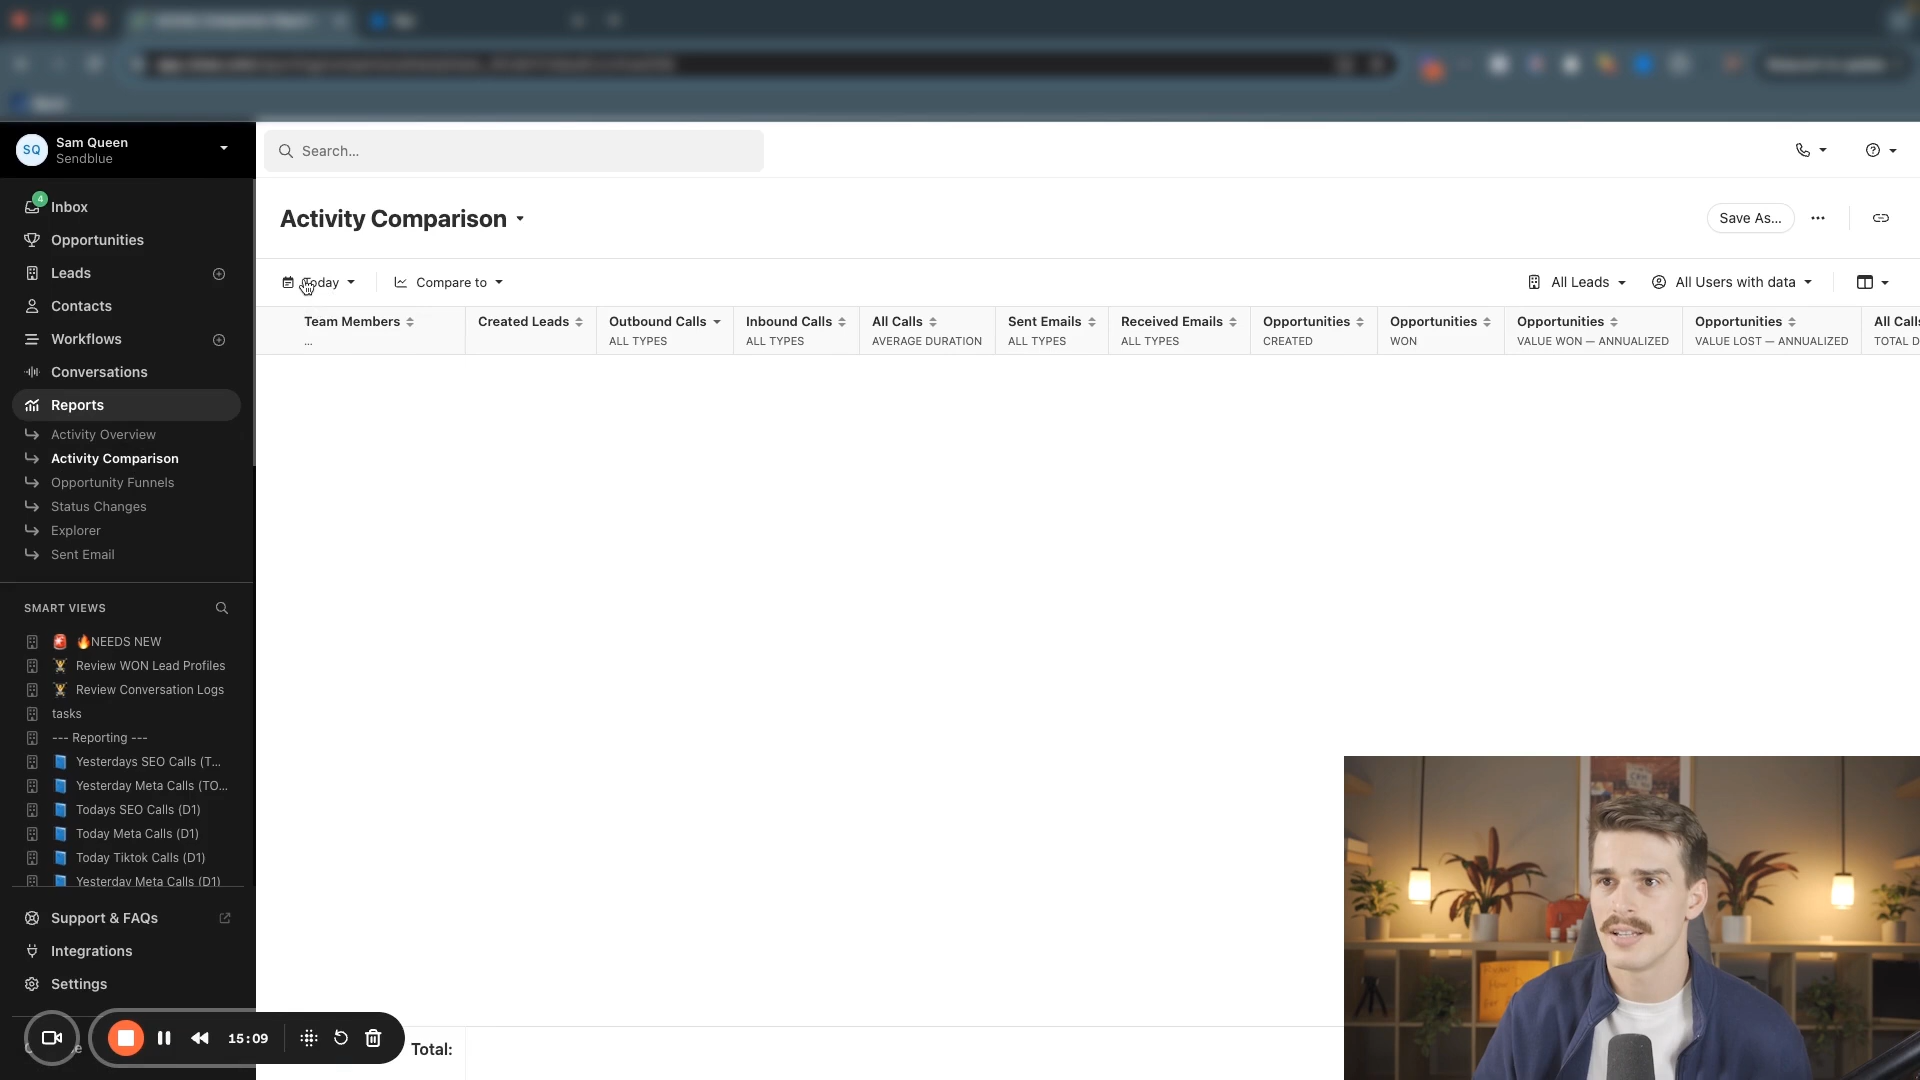 SQ
Sam Queen
Sendblue
Search...
4
Inbox
Opportunities
Leads
Contacts
Workflows
Conversations
Reports
Activity Overview
Activity Comparison
Opportunity Funnels
Status Changes
Explorer
Sent Email
SMART VIEWS
NEEDS NEW
Review WON Lead Profiles
Review Conversation Logs
tasks
--- Reporting ---
Yesterdays SEO Calls (T...
Yesterday Meta Calls (TO...
Todays SEO Calls (D1)
Today Meta Calls (D1)
Today Tiktok Calls (D1)
Yesterday Meta Calls (D1)
Support & FAQs
Integrations
Settings
15:09
Activity Comparison
Save As...
Today
Compare to
All Leads
All Users with data
Team Members
...
Created Leads
Outbound Calls
ALL TYPES
Inbound Calls
ALL TYPES
All Calls
AVERAGE DURATION
Sent Emails
ALL TYPES
Received Emails
ALL TYPES
Opportunities
CREATED
Opportunities
WON
Opportunities
VALUE WON — ANNUALIZED
Opportunities
VALUE LOST — ANNUALIZED
All Calls
TOTAL D
Total: